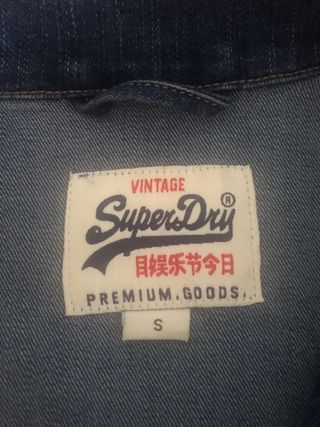 VINTAGE
SuperDry®
目娱乐节今日
PREMIUM.GOODS.
S